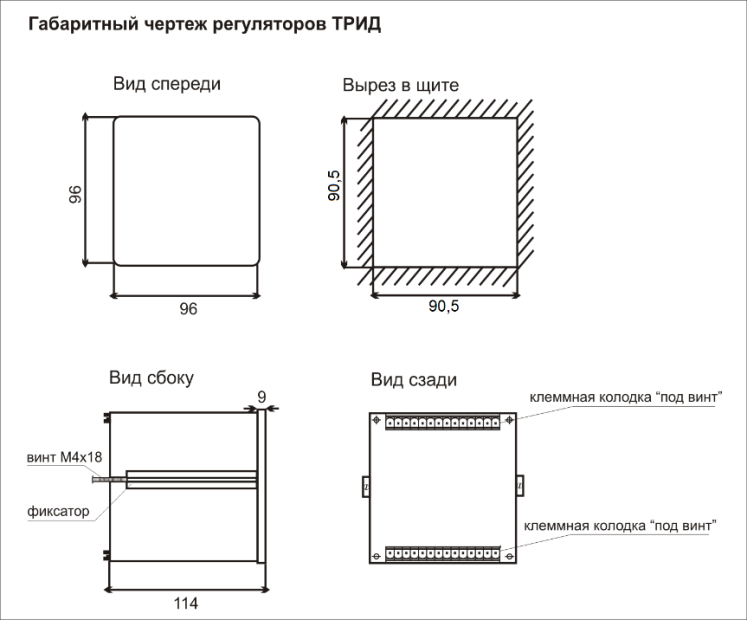 Габаритный чертеж регуляторов ТРИД
Вид спереди
Вырез в щите
96
90,5
96
90,5
Вид сбоку
Вид сзади
9
клеммная колодка “под винт”
винт М4х18
фиксатор
клеммная колодка “под винт”
114